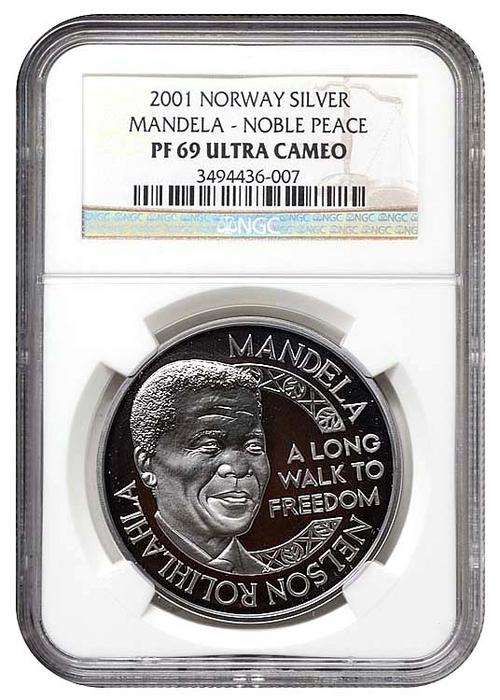 2001 NORWAY SILVER
MANDELA - NOBLE PEACE
PF 69 ULTRA CAMEO
3494436-007
NGC
MANDELA
A LONG
WALK TO
FREEDOM
NELSON ROLIHLAHLA